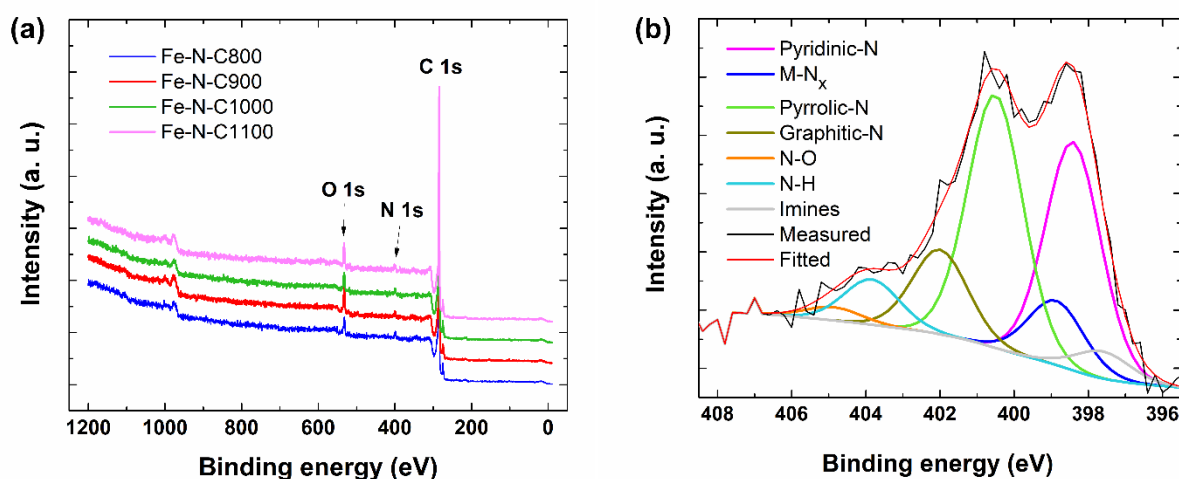 (a)
Fe-N-C800
Fe-N-C900
Fe-N-C1000
Fe-N-C1100
C 1s
O 1s
N 1s
Intensity (a. u.)
1200 1000 800 600 400 200 0
Binding energy (eV)
(b)
Pyridinic-N
M-Nx
Pyrrolic-N
Graphitic-N
N-O
N-H
Imines
Measured
Fitted
Intensity (a. u.)
408 406 404 402 400 398 396
Binding energy (eV)